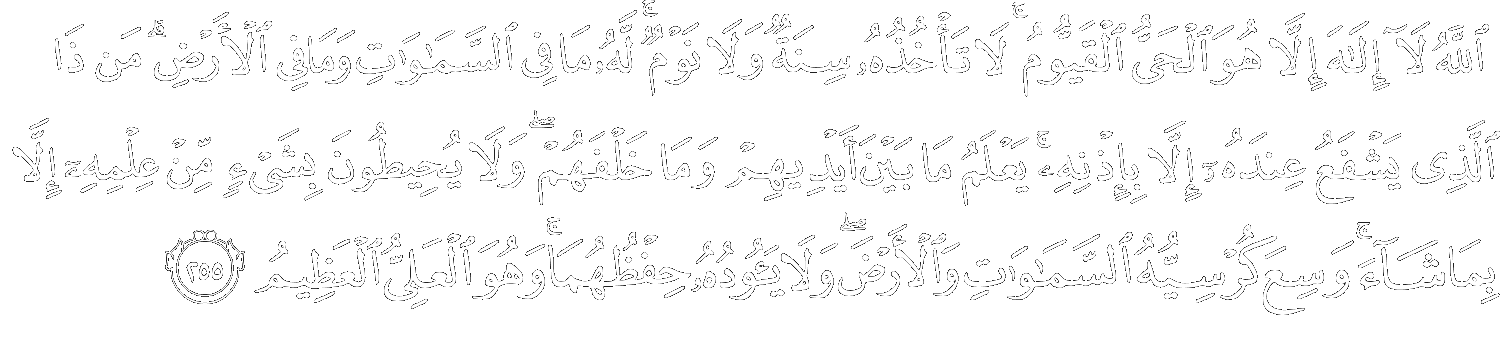 ٱللَّهُ لَآ إِلَٰهَ إِلَّا هُوَ ٱلْحَىُّ ٱلْقَيُّومُ ۚ لَا تَأْخُذُهُۥ سِنَةٌ وَلَا نَوْمٌ ۚ لَّهُۥ مَا فِى ٱلسَّمَٰوَٰتِ وَمَا فِى ٱلْأَرْضِ ۗ مَن ذَا
ٱلَّذِى يَشْفَعُ عِندَهُۥٓ إِلَّا بِإِذْنِهِۦ ۚ يَعْلَمُ مَا بَيْنَ أَيْدِيهِمْ وَمَا خَلْفَهُمْ ۖ وَلَا يُحِيطُونَ بِشَىْءٍ مِّنْ عِلْمِهِۦٓ إِلَّا
بِمَا شَآءَ ۚ وَسِعَ كُرْسِيُّهُ ٱلسَّمَٰوَٰتِ وَٱلْأَرْضَ ۖ وَلَا يَـُٔودُهُۥ حِفْظُهُمَا ۚ وَهُوَ ٱلْعَلِىُّ ٱلْعَظِيمُ ٢٥٥